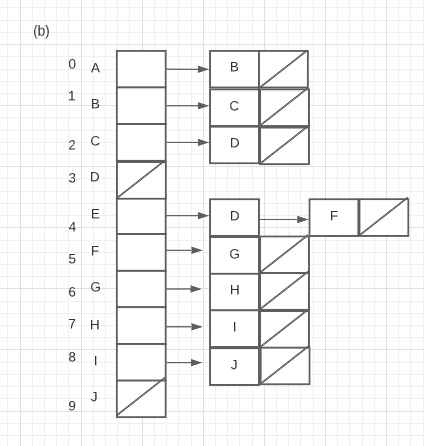 (b)
0 A B
1 B C
2 C D
3 D
4 E D F
5 F G
6 G H
7 H I
8 I J
9 J